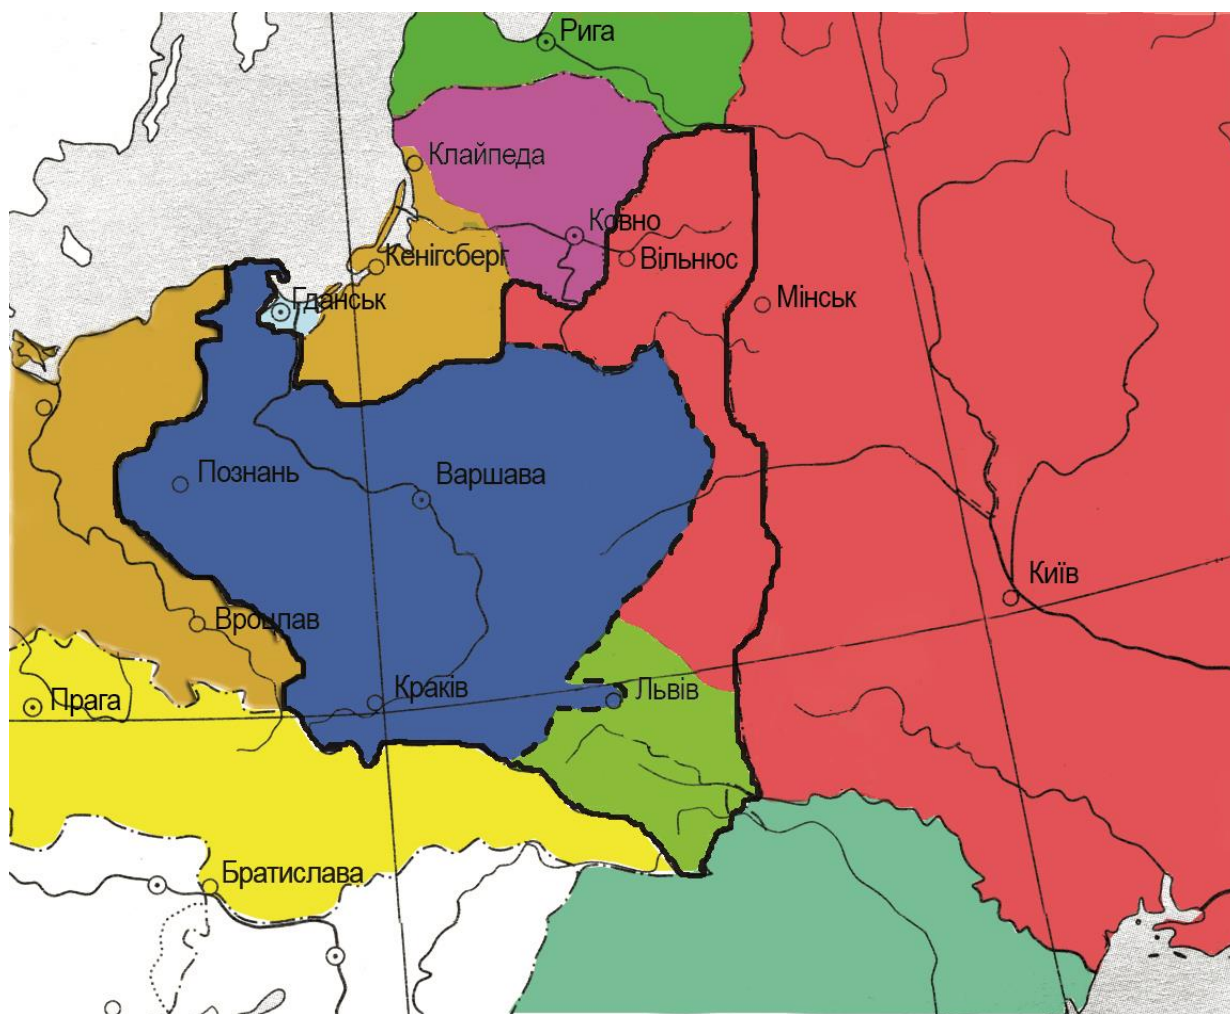 Рига
Клайпеда
Ковно
Кенігсберг
Вільнюс
Гданськ
Мінськ
Познань
Варшава
Київ
Вроцлав
Прага
Краків
Львів
Братислава